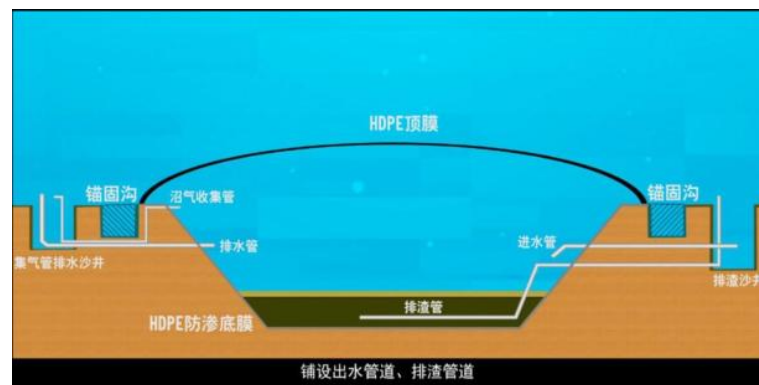 HDPE顶膜
锚固沟
沼气收集管
锚固沟
排水管
进水管
集气管排水沙井
排渣沙井
排渣管
HDPE防渗底膜
铺设出水管道、排渣管道